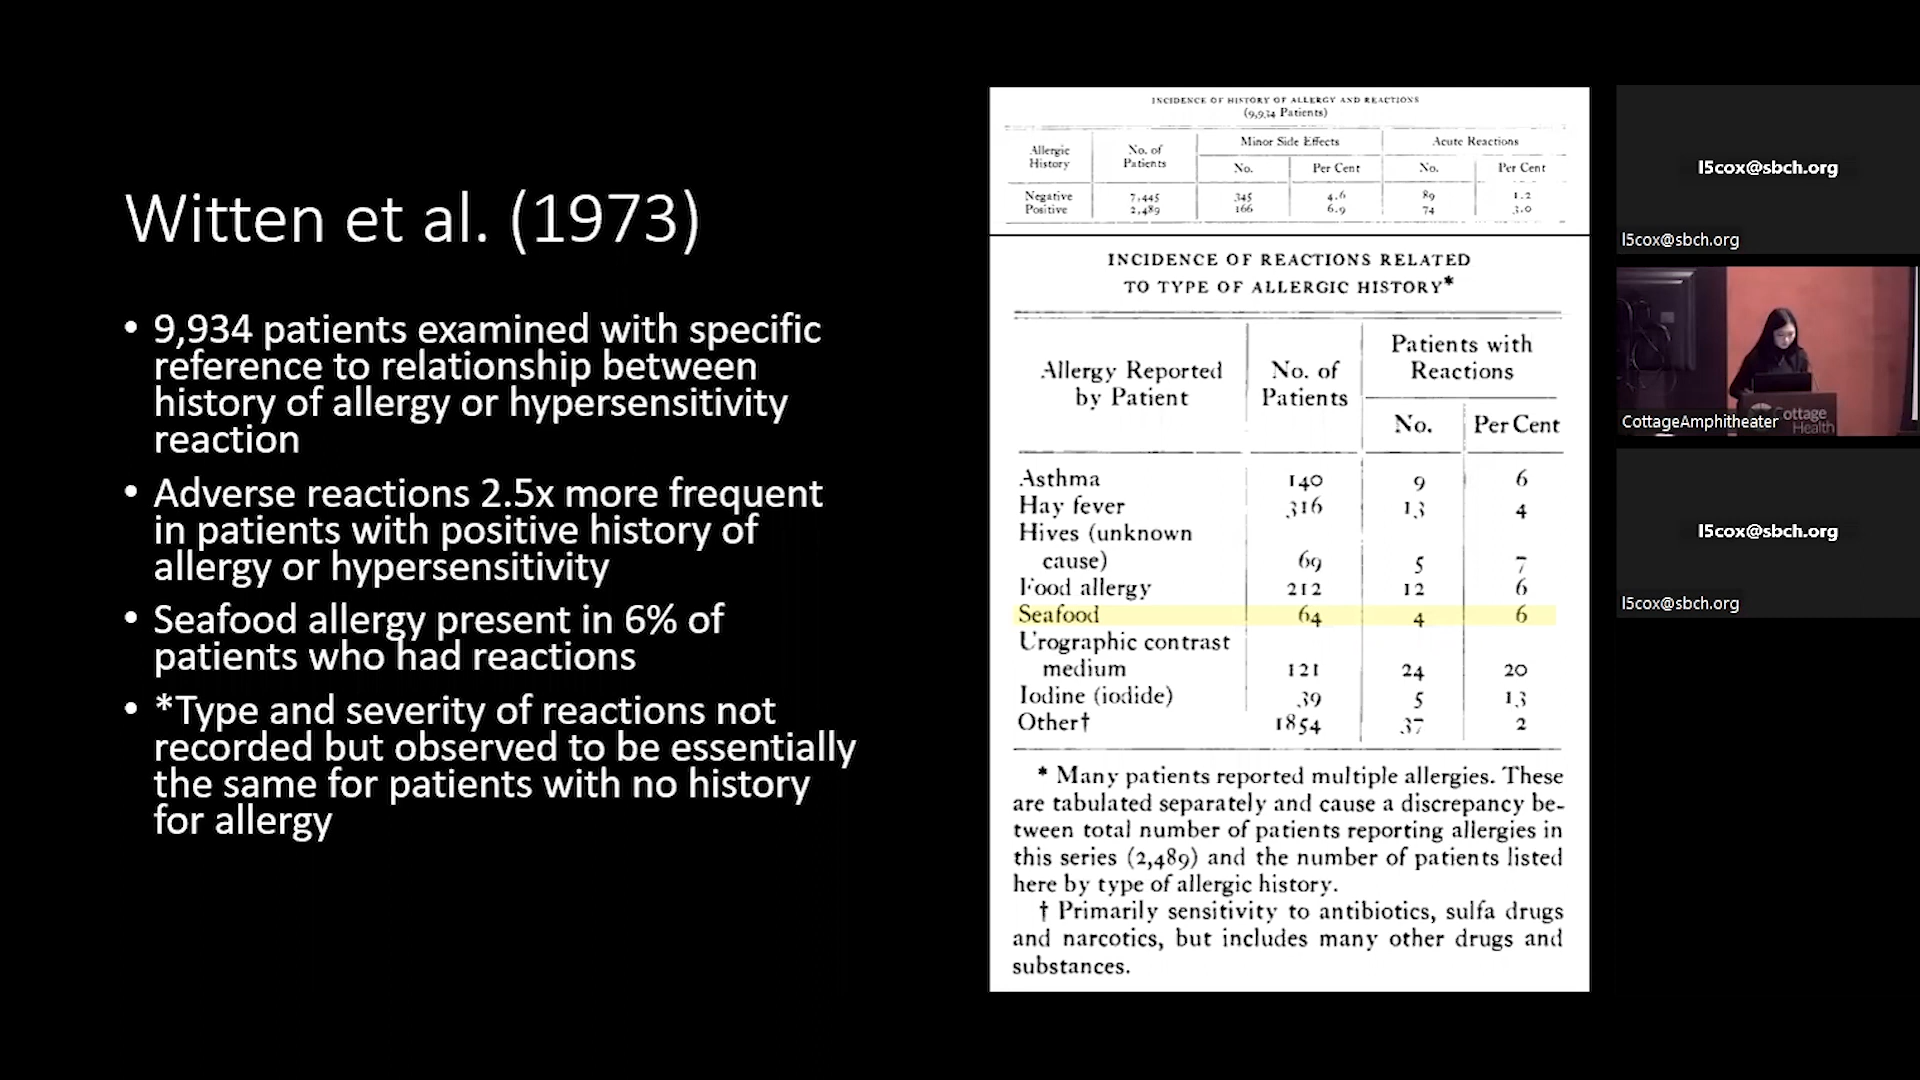 Witten et al. (1973)
• 9,934 patients examined with specific
reference to relationship between
history of allergy or hypersensitivity
reaction
• Adverse reactions 2.5x more frequent
in patients with positive history of
allergy or hypersensitivity
• Seafood allergy present in 6% of
patients who had reactions
• *Type and severity of reactions not
recorded but observed to be essentially
the same for patients with no history
for allergy
INCIDENCE OF HISTORY OF ALLERGY AND REACTIONS
(9,934 Patients)
Allergic History No. of Patients Minor Side Effects Acute Reactions
No. Per Cent No. Per Cent
Negative 7,445 345 4.6 89 1.2
Positive 2,489 166 6.9 74 3.0
INCIDENCE OF REACTIONS RELATED
TO TYPE OF ALLERGIC HISTORY*
Allergy Reported by Patient No. of Patients Patients with Reactions
No. Per Cent
Asthma 140 9 6
Hay fever 316 13 4
Hives (unknown
cause) 69 5 7
Food allergy 212 12 6
Seafood 64 4 6
Urographic contrast
medium 121 24 20
Iodine (iodide) 39 5 13
Other† 1854 37 2
* Many patients reported multiple allergies. These
are tabulated separately and cause a discrepancy be-
tween total number of patients reporting allergies in
this series (2,489) and the number of patients listed
here by type of allergic history.
† Primarily sensitivity to antibiotics, sulfa drugs
and narcotics, but includes many other drugs and
substances.
l5cox@sbch.org
l5cox@sbch.org
Cottage
Health
CottageAmphitheater
l5cox@sbch.org
l5cox@sbch.org